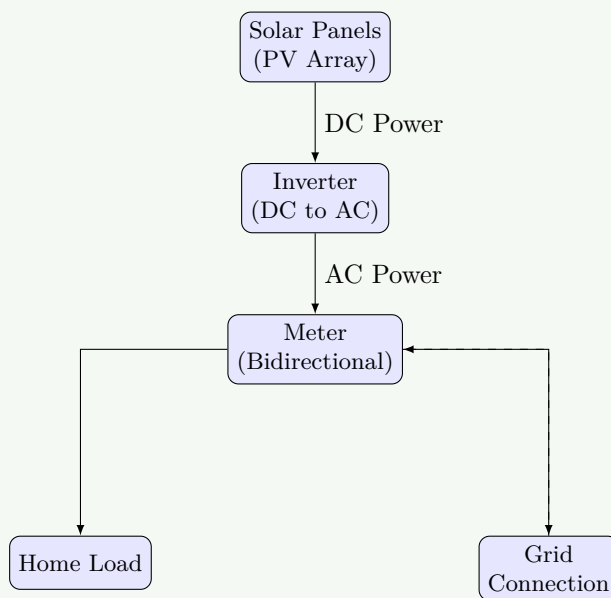 Solar Panels
(PV Array)
DC Power
Inverter
(DC to AC)
AC Power
Meter
(Bidirectional)
Home Load
Grid
Connection